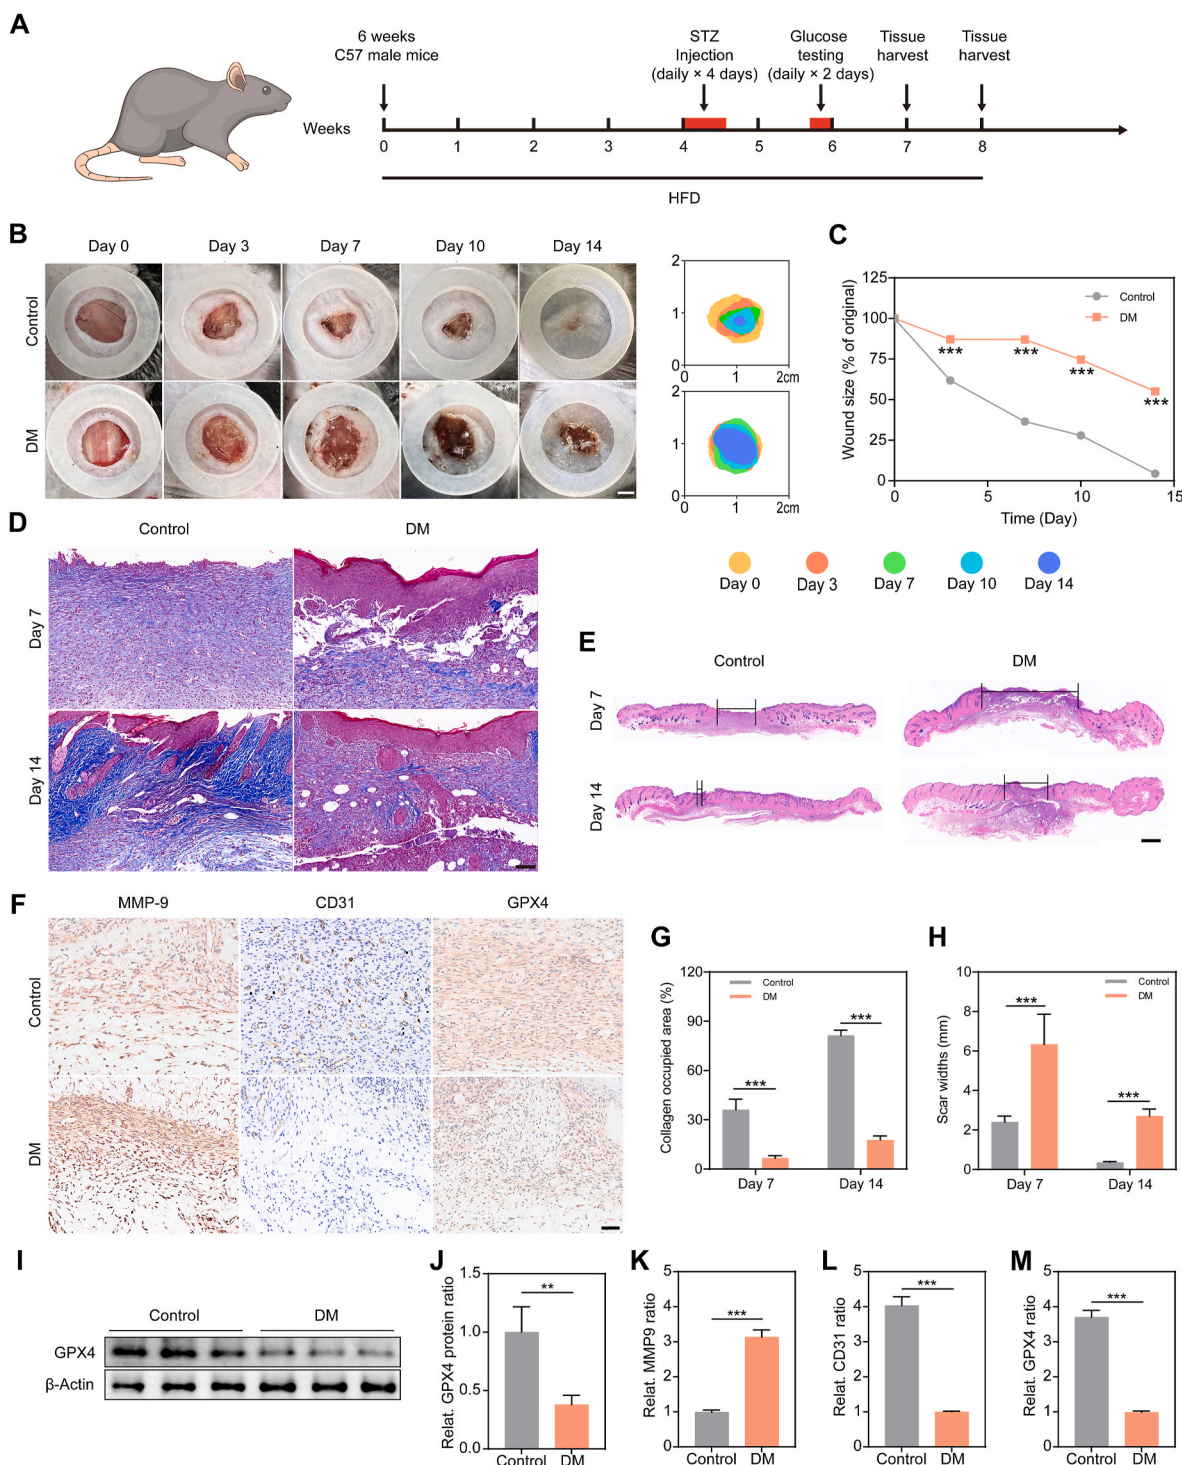 A
6 weeks
C57 male mice
STZ
Injection
(daily × 4 days)
Glucose
testing
(daily × 2 days)
Tissue
harvest
Tissue
harvest
Weeks
0 1 2 3 4 5 6 7 8
HFD
B
Day 0 Day 3 Day 7 Day 10 Day 14
Control
DM
2
1
0
0 1 2cm
2
1
0
0 1 2cm
C
Wound size (% of original)
125
100
75
50
25
0
Control
DM
***
***
***
***
0 5 10 15
Time (Day)
Day 0 Day 3 Day 7 Day 10 Day 14
D
Control DM
Day 7
Day 14
E
Control DM
Day 7
Day 14
F
MMP-9 CD31 GPX4
Control
DM
G
Collagen occupied area (%)
120
90
60
30
0
Control
DM
***
***
Day 7 Day 14
H
Scar widths (mm)
10
8
6
4
2
0
Control
DM
***
***
Day 7 Day 14
I
Control DM
GPX4
β-Actin
J
Relat. GPX4 protein ratio
1.5
1.0
0.5
0.0
**
Control DM
K
Relat. MMP9 ratio
5
4
3
2
1
0
***
Control DM
L
Relat. CD31 ratio
5
4
3
2
1
0
***
Control DM
M
Relat. GPX4 ratio
5
4
3
2
1
0
***
Control DM